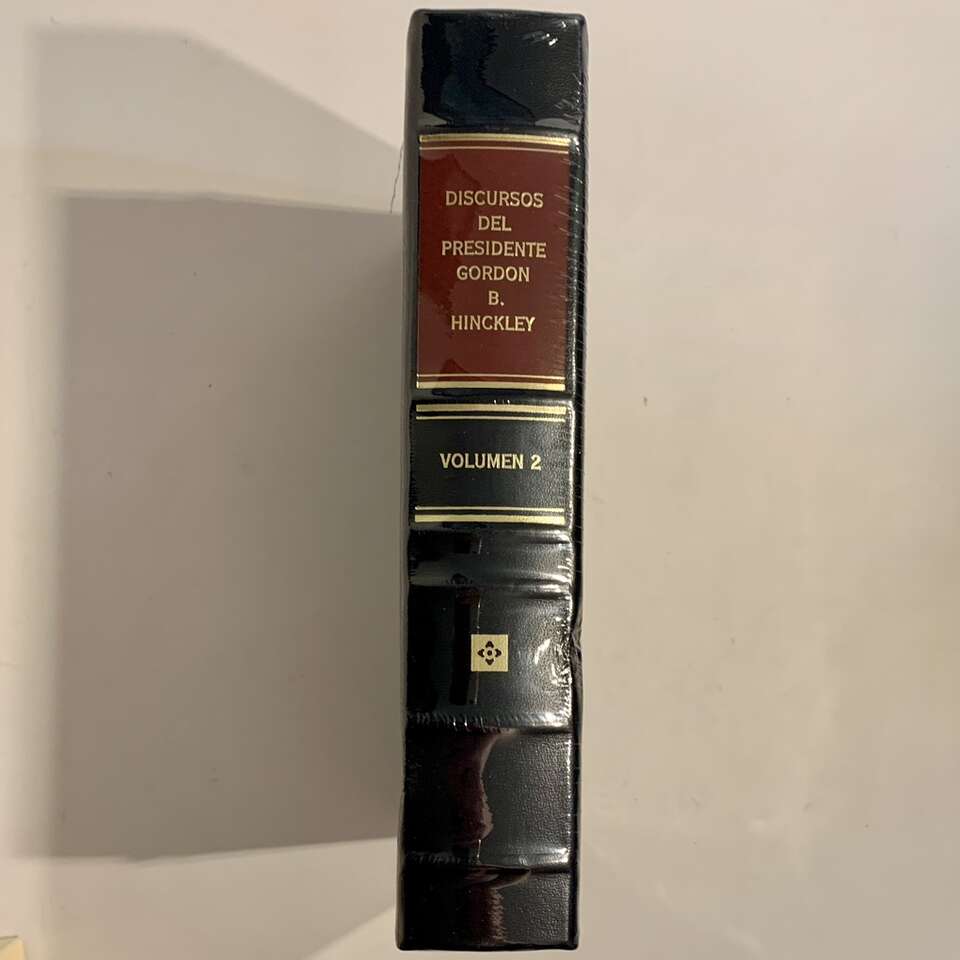 DISCURSOS
DEL
PRESIDENTE
GORDON
B.
HINCKLEY
VOLUMEN 2